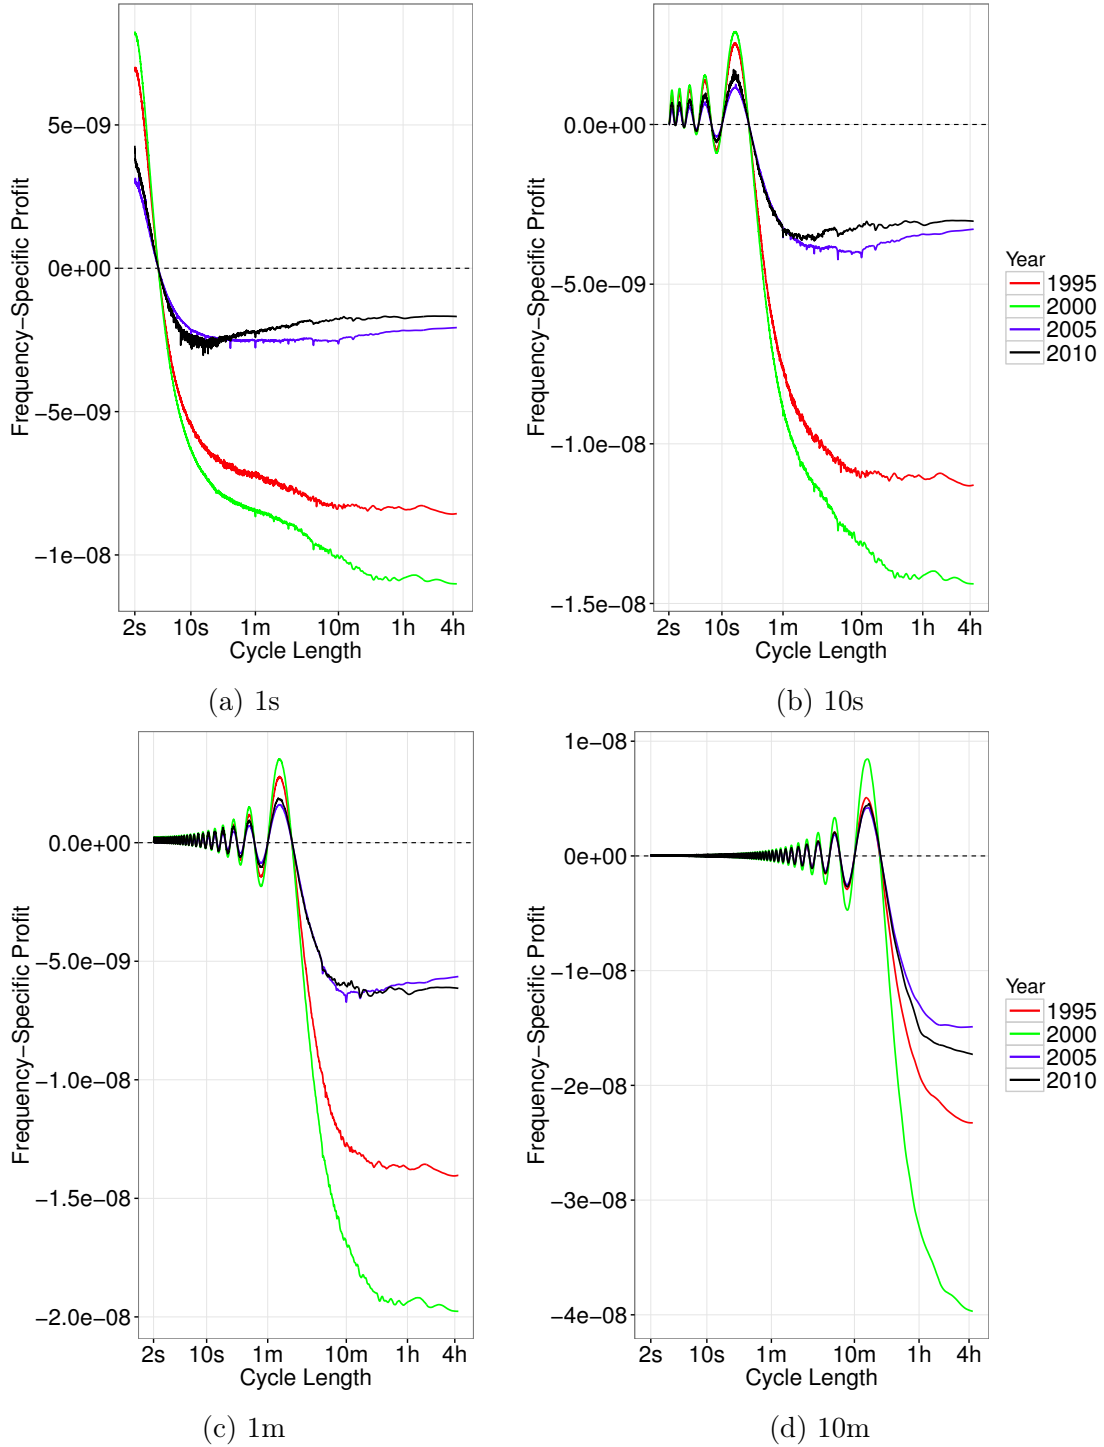 Frequency−Specific Profit
5e−09
0e+00
−5e−09
−1e−08
2s 10s 1m 10m 1h 4h
Cycle Length
(a) 1s
Frequency−Specific Profit
0.0e+00
−5.0e−09
−1.0e−08
−1.5e−08
2s 10s 1m 10m 1h 4h
Cycle Length
(b) 10s
Year
1995
2000
2005
2010
Frequency−Specific Profit
0.0e+00
−5.0e−09
−1.0e−08
−1.5e−08
−2.0e−08
2s 10s 1m 10m 1h 4h
Cycle Length
(c) 1m
Frequency−Specific Profit
1e−08
0e+00
−1e−08
−2e−08
−3e−08
−4e−08
2s 10s 1m 10m 1h 4h
Cycle Length
(d) 10m
Year
1995
2000
2005
2010